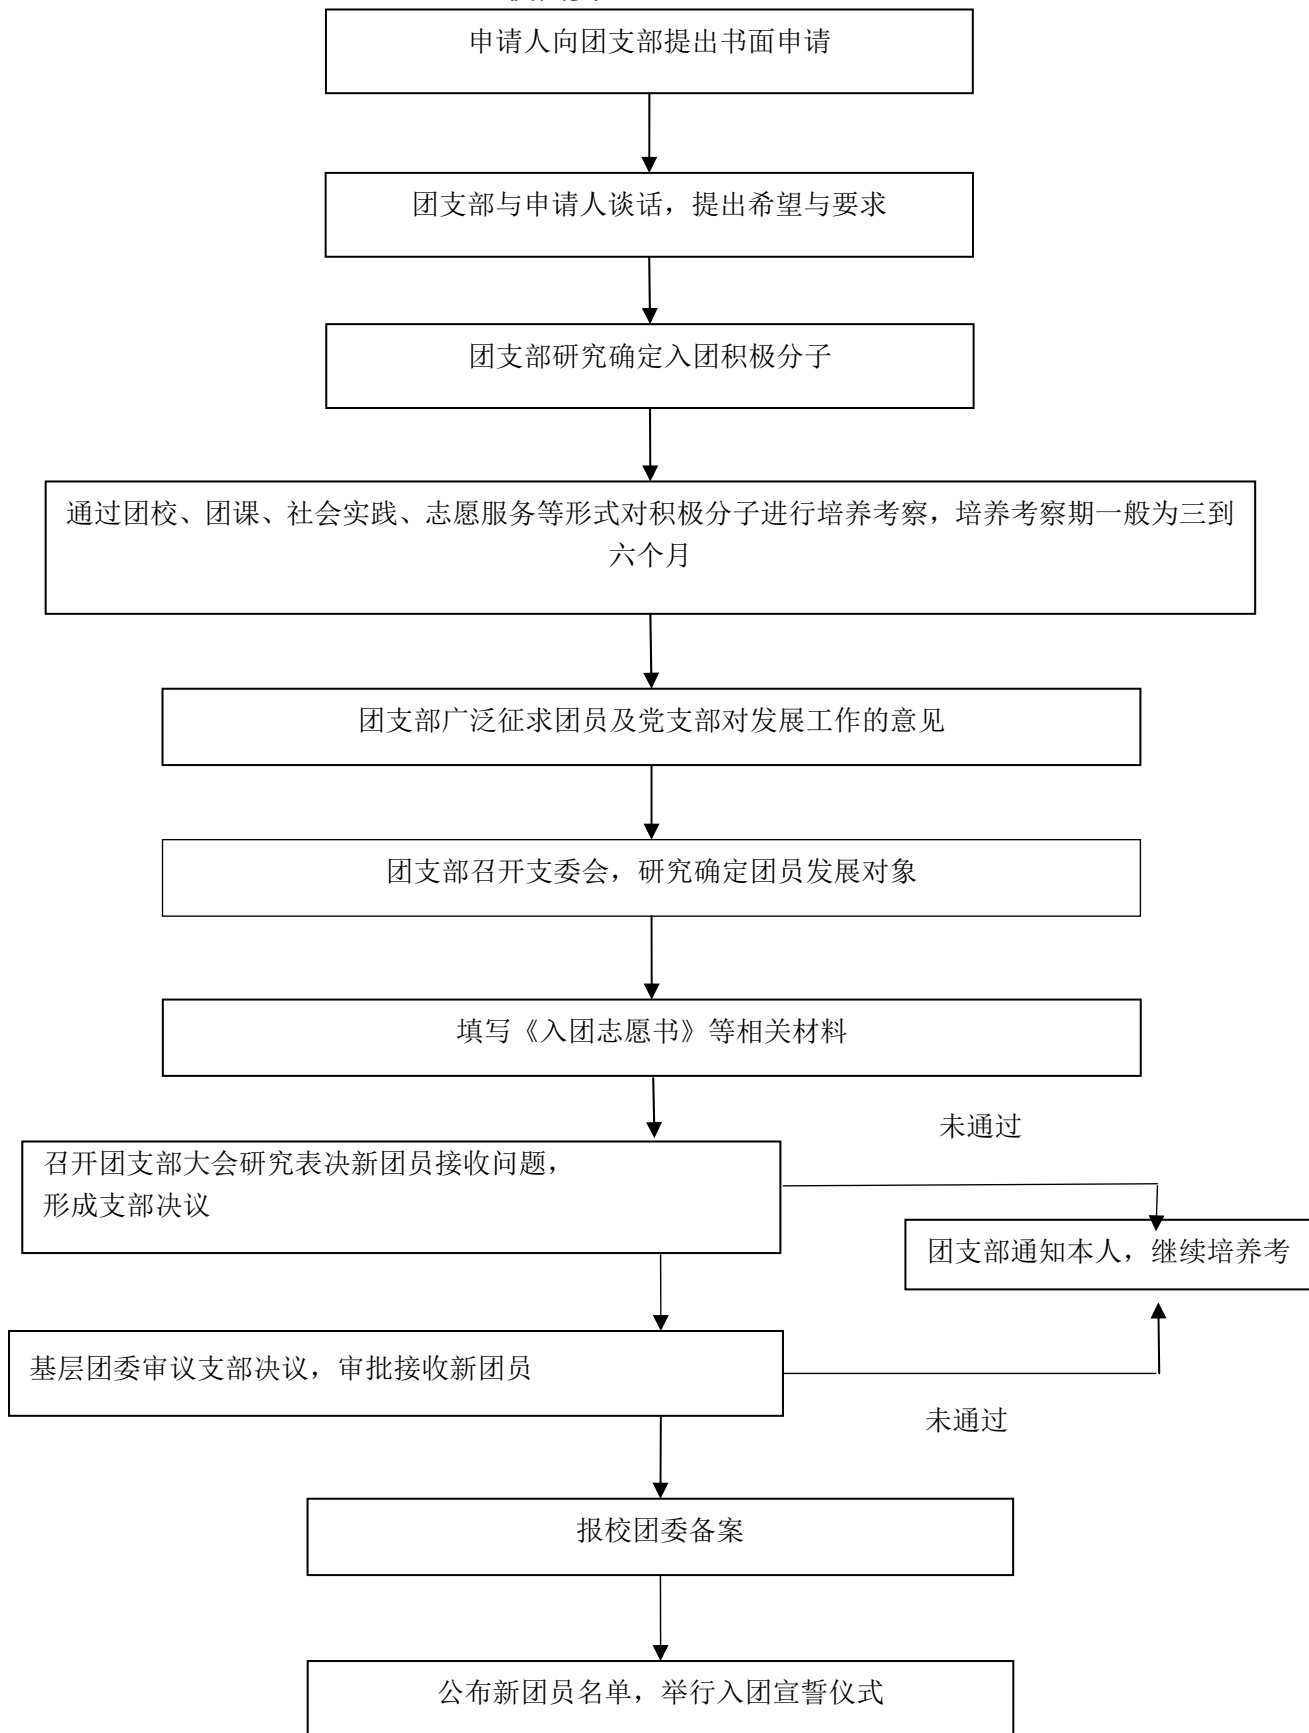 申请人向团支部提出书面申请
团支部与申请人谈话，提出希望与要求
团支部研究确定入团积极分子
通过团校、团课、社会实践、志愿服务等形式对积极分子进行培养考察，培养考察期一般为三到
六个月
团支部广泛征求团员及党支部对发展工作的意见
团支部召开支委会，研究确定团员发展对象
填写《入团志愿书》等相关材料
未通过
召开团支部大会研究表决新团员接收问题，
形成支部决议
团支部通知本人，继续培养考
基层团委审议支部决议，审批接收新团员
未通过
报校团委备案
公布新团员名单，举行入团宣誓仪式